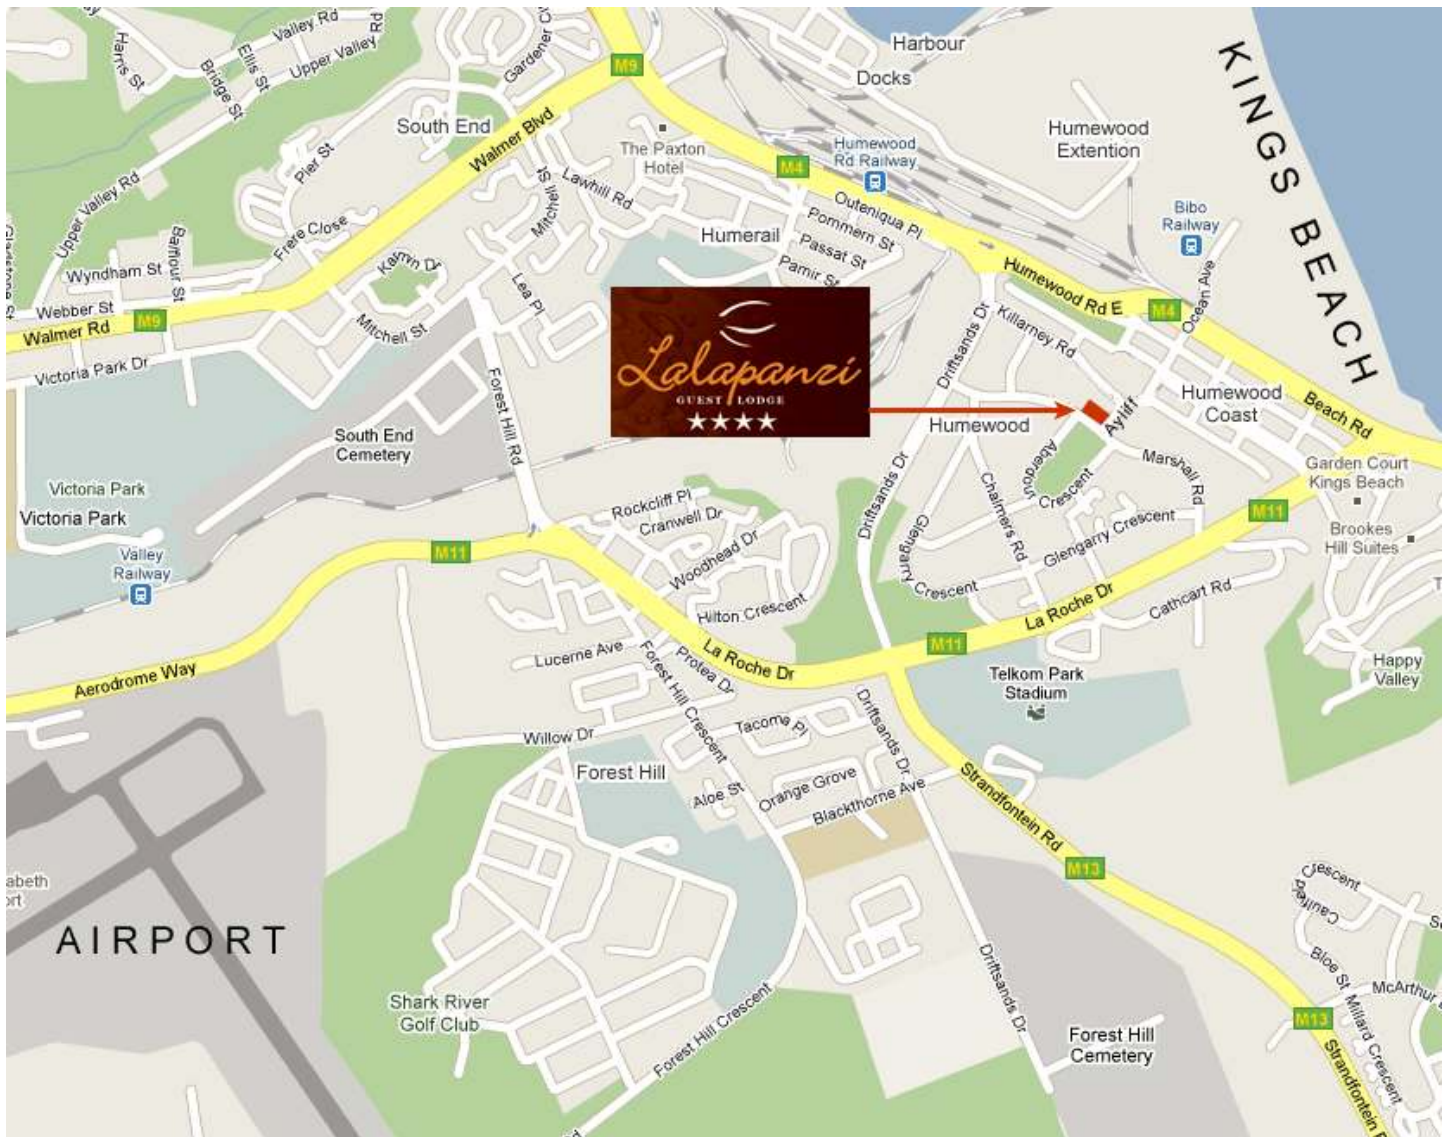 Valley Rd
Harris St
Bridge St
Ellis St
Upper Valley Rd
M9
Harbour
Docks
KINGS BEACH
South End
Walmer Blvd
The Paxton
Hotel
M4
Humewood
Rd Railway
Humewood
Extention
Pier St
Upper Valley Rd
Mitchell St
Lawhill Rd
Outeniqua Pl
Bibo
Railway
Frere Close
Humerail
Pommern St
Passat St
Pamir St
Wyndham St
Banflour St
Webber St
Walmer Rd
M9
Mitchell St
Lea Pl
Humewood Rd E
M4
Ocean Ave
Victoria Park Dr
Forest Hill Rd
Lalapanzi
GUEST LODGE
Driftsands Dr
Killarney Rd
Humewood
Coast
Beach Rd
Humewood
Ayliff
South End
Cemetery
Marshall Rd
Garden Court
Kings Beach
Victoria Park
Victoria Park
Rockcliff Pl
Cranwell Dr
Driftsands Dr
Chalmers Rd
Crescent
Glengarry Crescent
M11
Brookes
Hill Suites
Valley
Railway
M11
Woodhead Dr
Glengarry Crescent
Hilton Crescent
La Roche Dr
Cathcart Rd
Lucerne Ave
Protea Dr
La Roche Dr
M11
Aerodrome Way
Telkom Park
Stadium
Happy
Valley
Forest Hill Crescent
Willow Dr
Tacoma Pl
Driftsands Dr
Forest Hill
Aloe St
Orange Grove
Blackthorne Ave
Strandfontein Rd
M13
abeth
ort
AIRPORT
Crescent
Bloe St
McArthur
Millard Crescent
Shark River
Golf Club
Forest Hill Crescent
Driftsands Dr
Forest Hill
Cemetery
M13
Strandfontein R